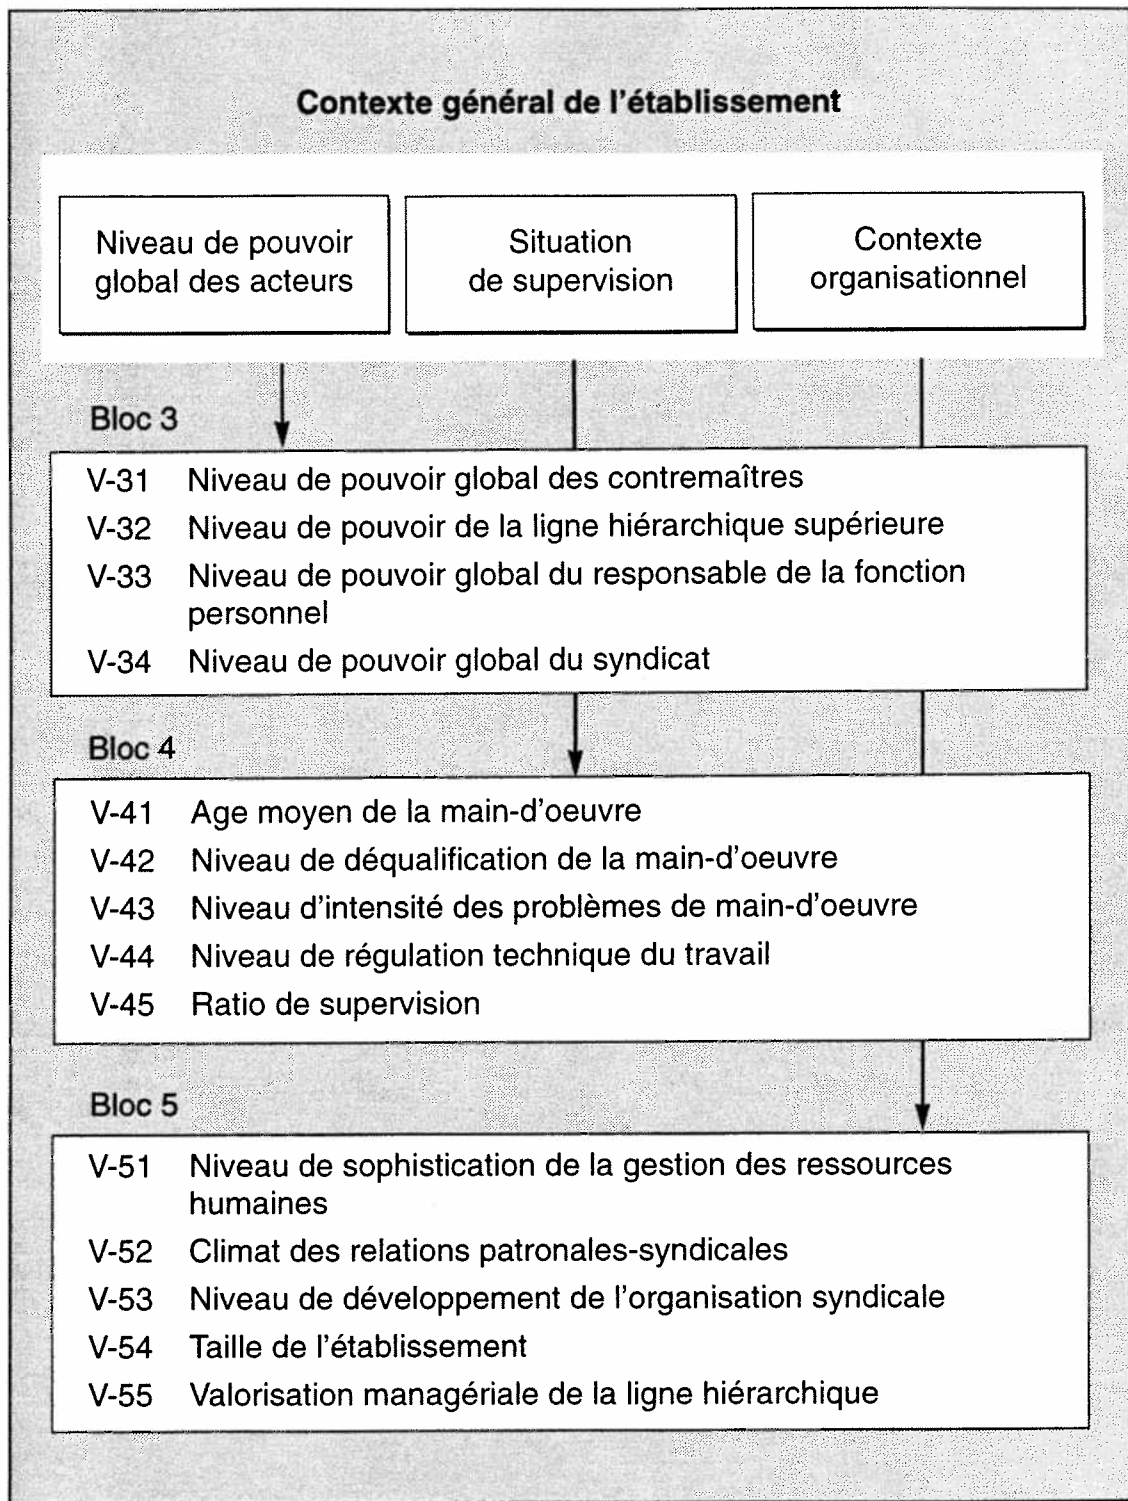 Contexte général de l'établissement
Niveau de pouvoir
global des acteurs
Situation
de supervision
Contexte
organisationnel
Bloc 3
V-31 Niveau de pouvoir global des contremaîtres
V-32 Niveau de pouvoir de la ligne hiérarchique supérieure
V-33 Niveau de pouvoir global du responsable de la fonction
personnel
V-34 Niveau de pouvoir global du syndicat
Bloc 4
V-41 Age moyen de la main-d'oeuvre
V-42 Niveau de déqualification de la main-d'oeuvre
V-43 Niveau d'intensité des problèmes de main-d'oeuvre
V-44 Niveau de régulation technique du travail
V-45 Ratio de supervision
Bloc 5
V-51 Niveau de sophistication de la gestion des ressources
humaines
V-52 Climat des relations patronales-syndicales
V-53 Niveau de développement de l'organisation syndicale
V-54 Taille de l'établissement
V-55 Valorisation managériale de la ligne hiérarchique